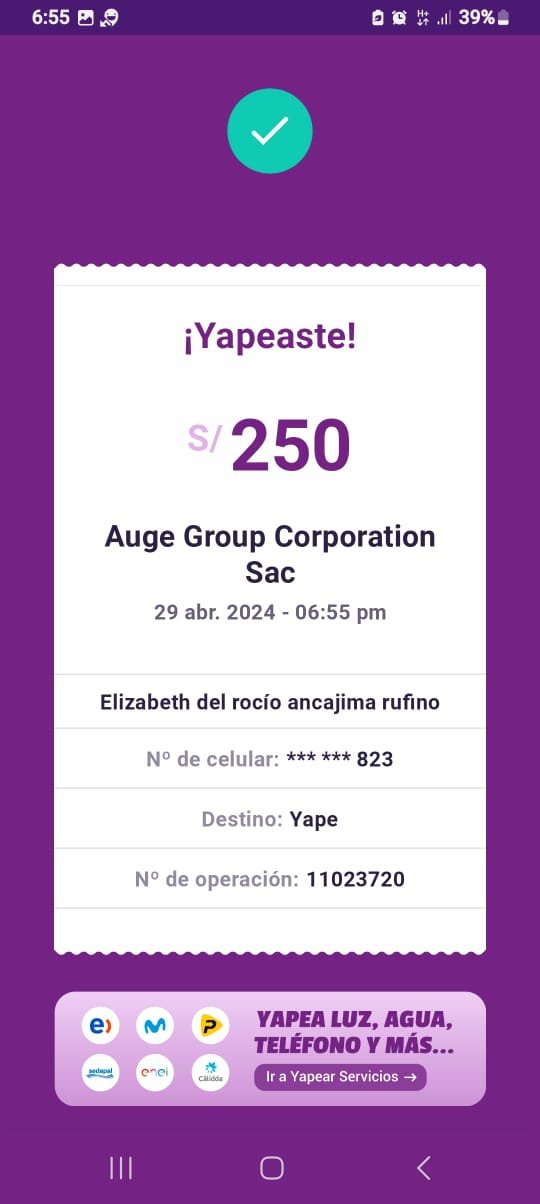 6:55 39%
¡Yapeaste!
S/ 250
Auge Group Corporation
Sac
29 abr. 2024 - 06:55 pm
Elizabeth del rocío ancajima rufino
Nº de celular: *** *** 823
Destino: Yape
Nº de operación: 11023720
YAPEA LUZ, AGUA,
TELÉFONO Y MÁS...
sedapal enel Cálidda
Ir a Yapear Servicios →